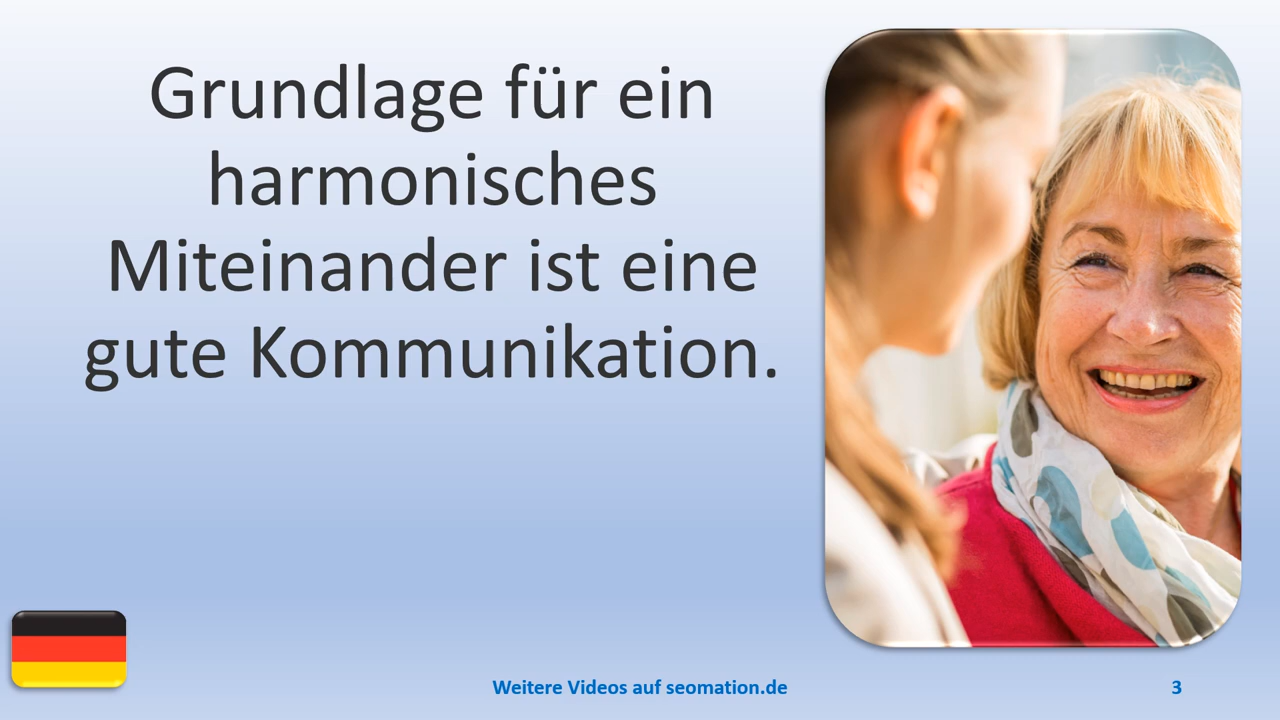 Grundlage für ein
harmonisches
Miteinander ist eine
gute Kommunikation.
Weitere Videos auf seomation.de
3